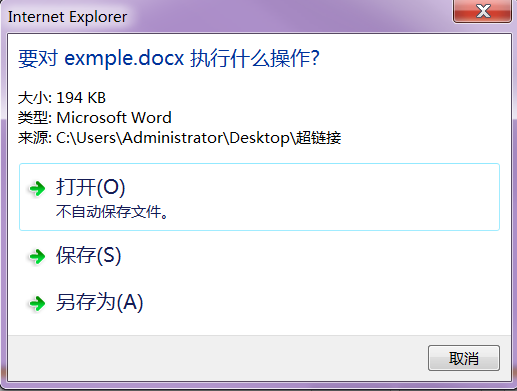 Internet Explorer
要对 exmple.docx 执行什么操作?
大小: 194 KB
类型: Microsoft Word
来源: C:\Users\Administrator\Desktop\超链接
打开(O)
不自动保存文件。
保存(S)
另存为(A)
取消